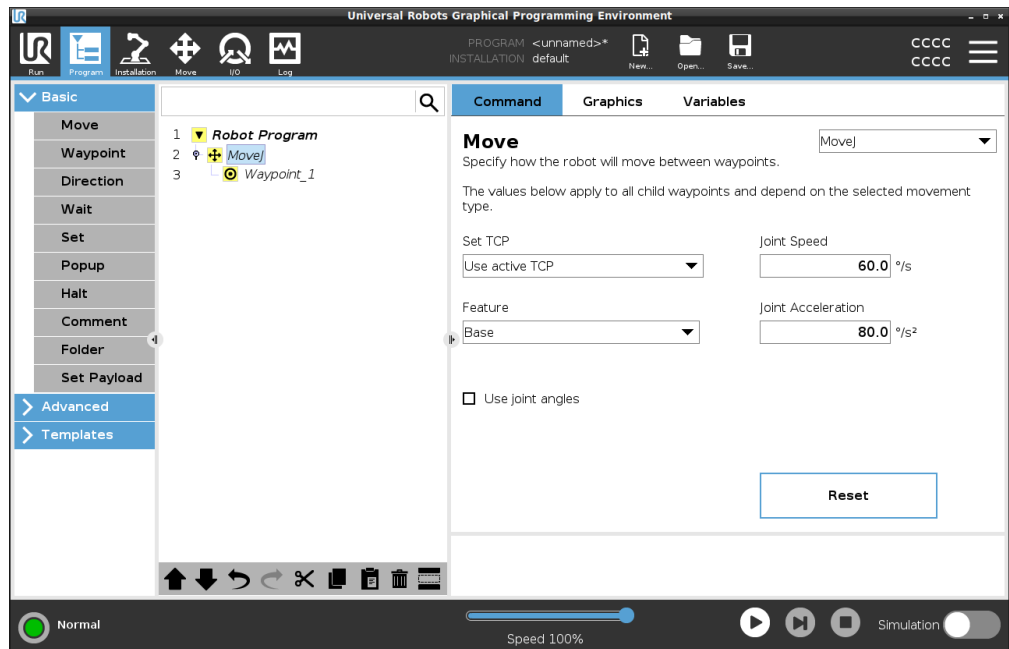 Universal Robots Graphical Programming Environment
UR
Run
Program
Installation
Move
I/O
Log
PROGRAM <unnamed>*
INSTALLATION default
New...
Open...
Save...
CCCC
CCCC
Basic
Move
Waypoint
Direction
Wait
Set
Popup
Halt
Comment
Folder
Set Payload
Advanced
Templates
1 Robot Program
2 MoveJ
3 Waypoint_1
Command Graphics Variables
Move
MoveJ
Specify how the robot will move between waypoints.
The values below apply to all child waypoints and depend on the selected movement
type.
Set TCP
Use active TCP
Joint Speed
60.0 °/s
Feature
Base
Joint Acceleration
80.0 °/s²
Use joint angles
Reset
Normal
Speed 100%
Simulation